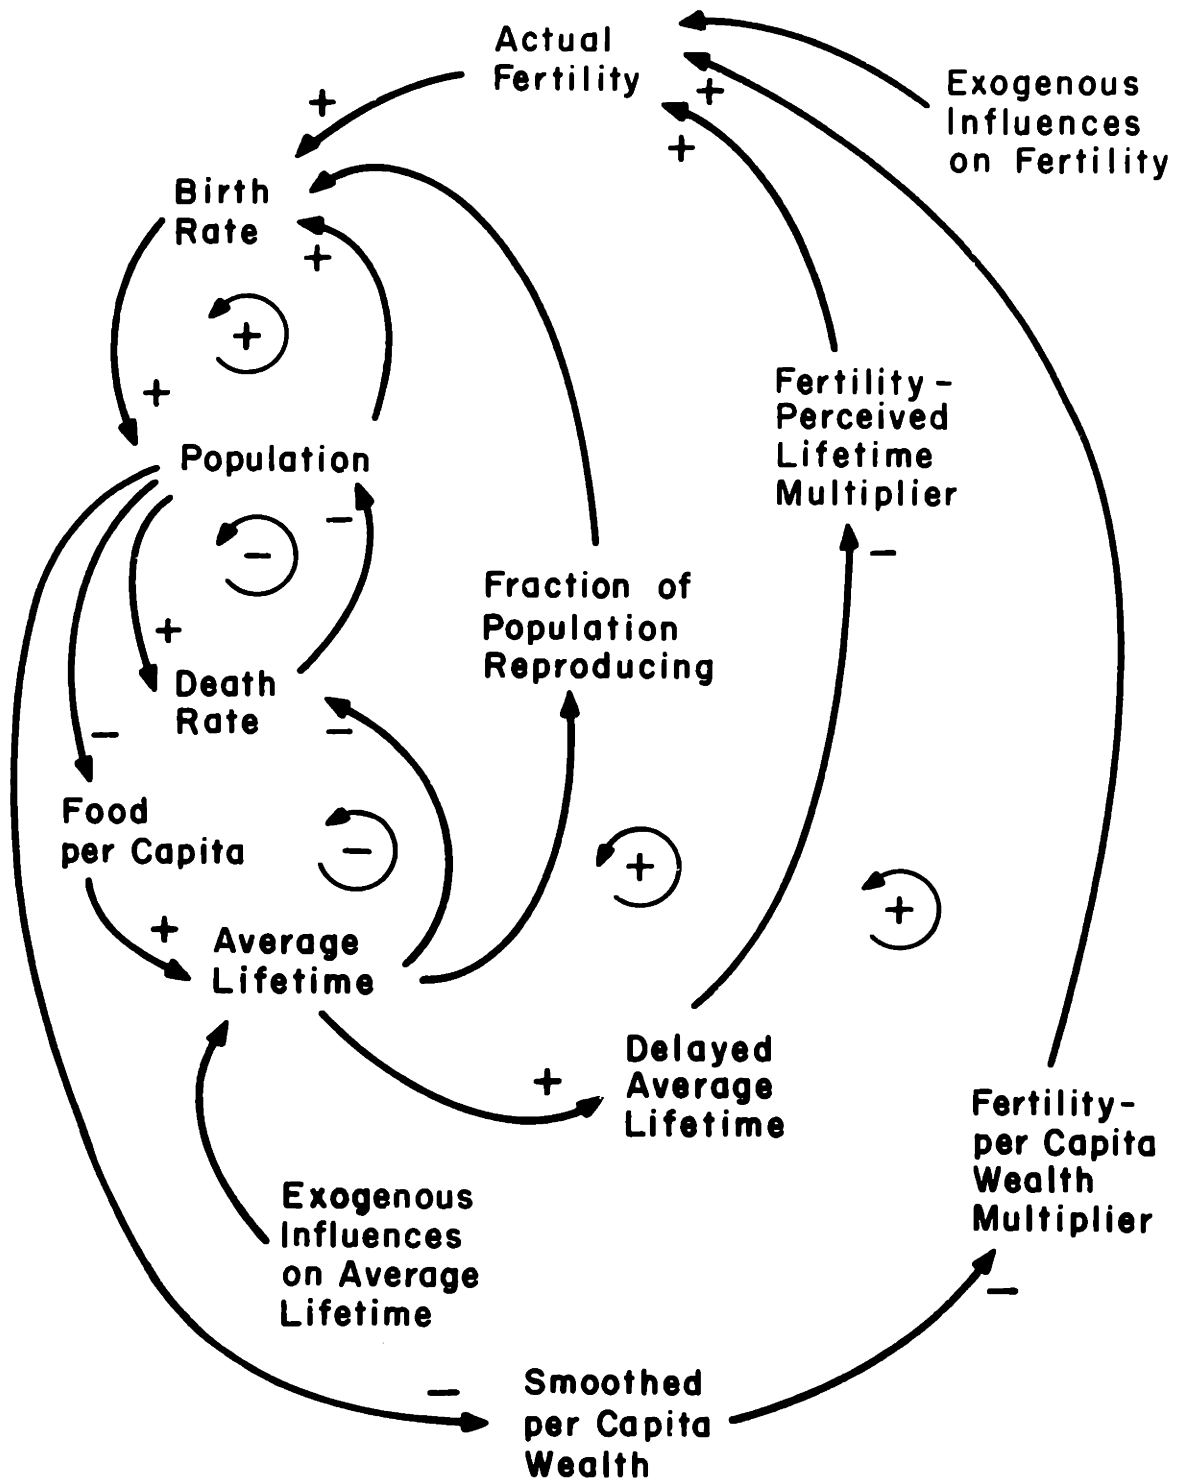 Actual
Fertility
Exogenous
Influences
on Fertility
+
+
+
Birth
Rate
+
+
+
Population
Fertility-
Perceived
Lifetime
Multiplier
−
−
−
+
Fraction of
Population
Reproducing
Death
Rate
−
−
Food
per Capita
−
+
+
+
Average
Lifetime
+
Delayed
Average
Lifetime
Fertility-
per Capita
Wealth
Multiplier
Exogenous
Influences
on Average
Lifetime
−
−
Smoothed
per Capita
Wealth